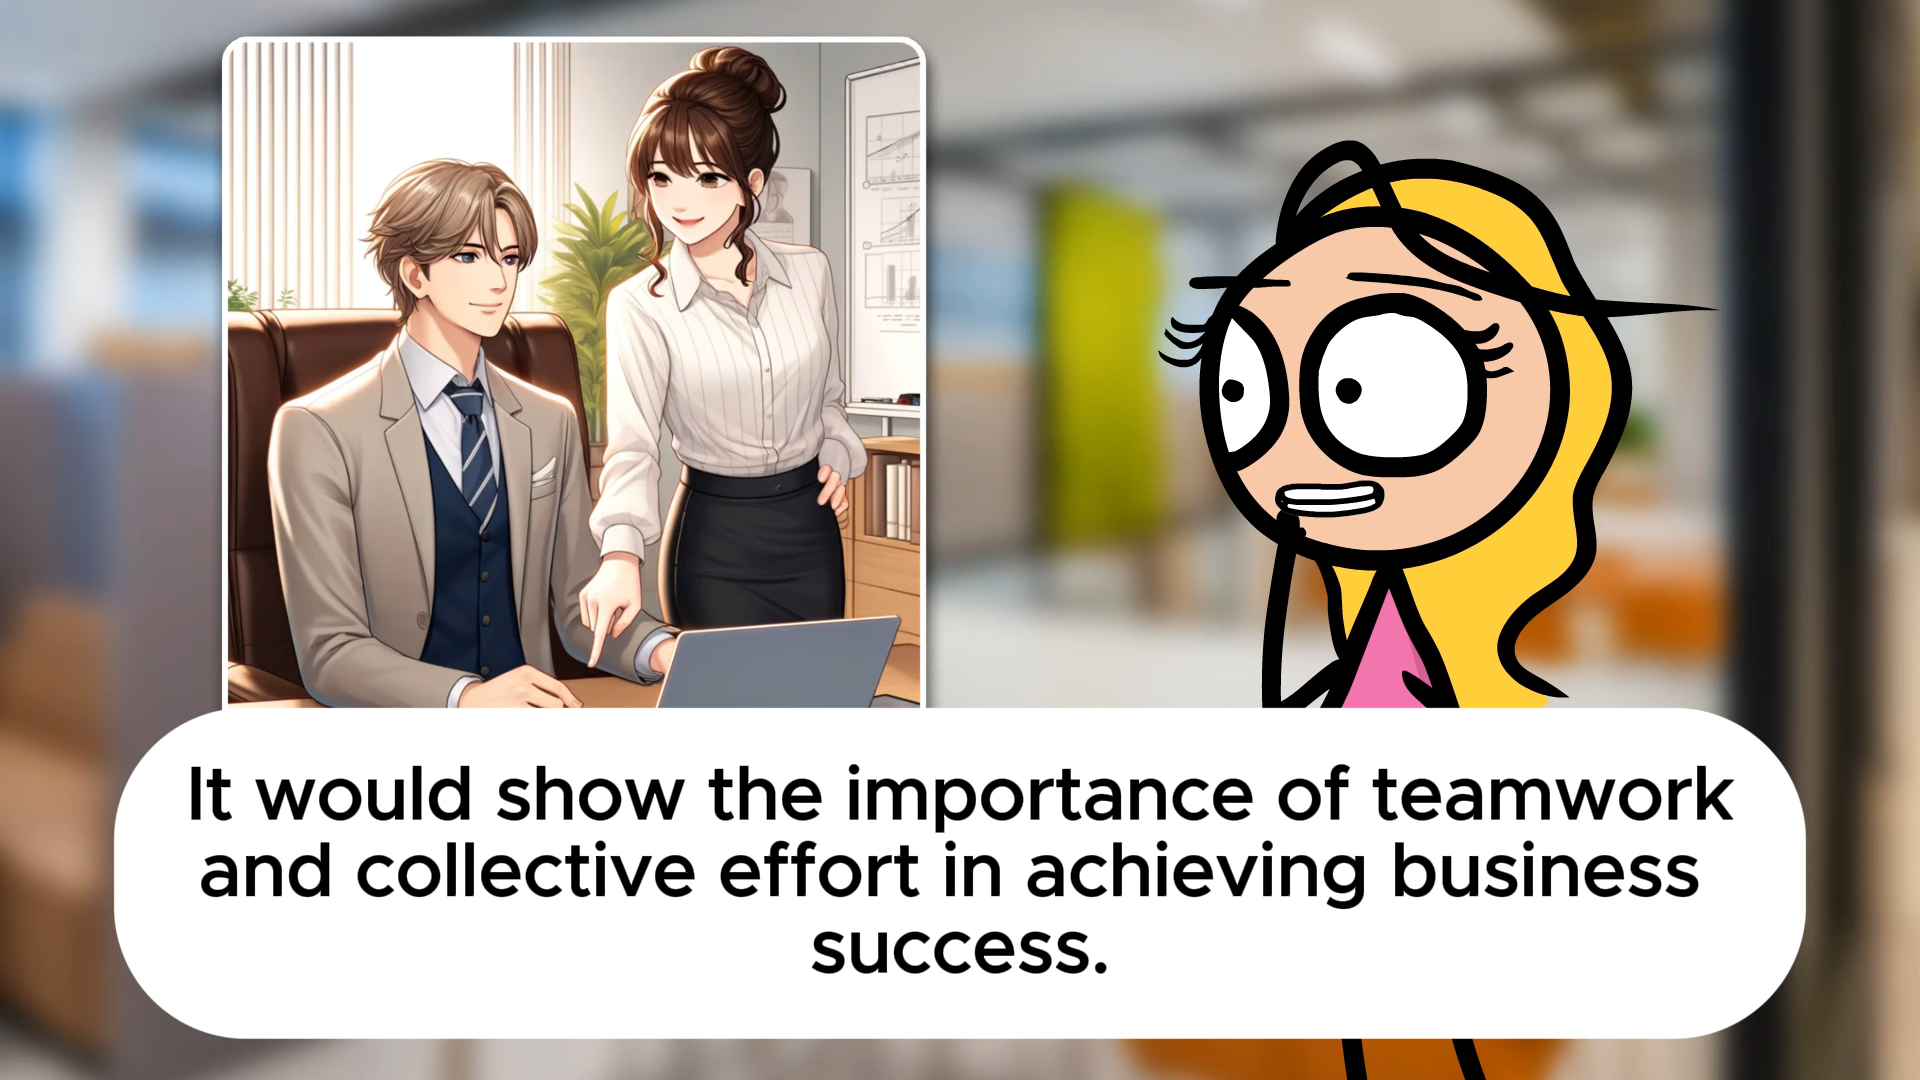 It would show the importance of teamwork
and collective effort in achieving business
success.